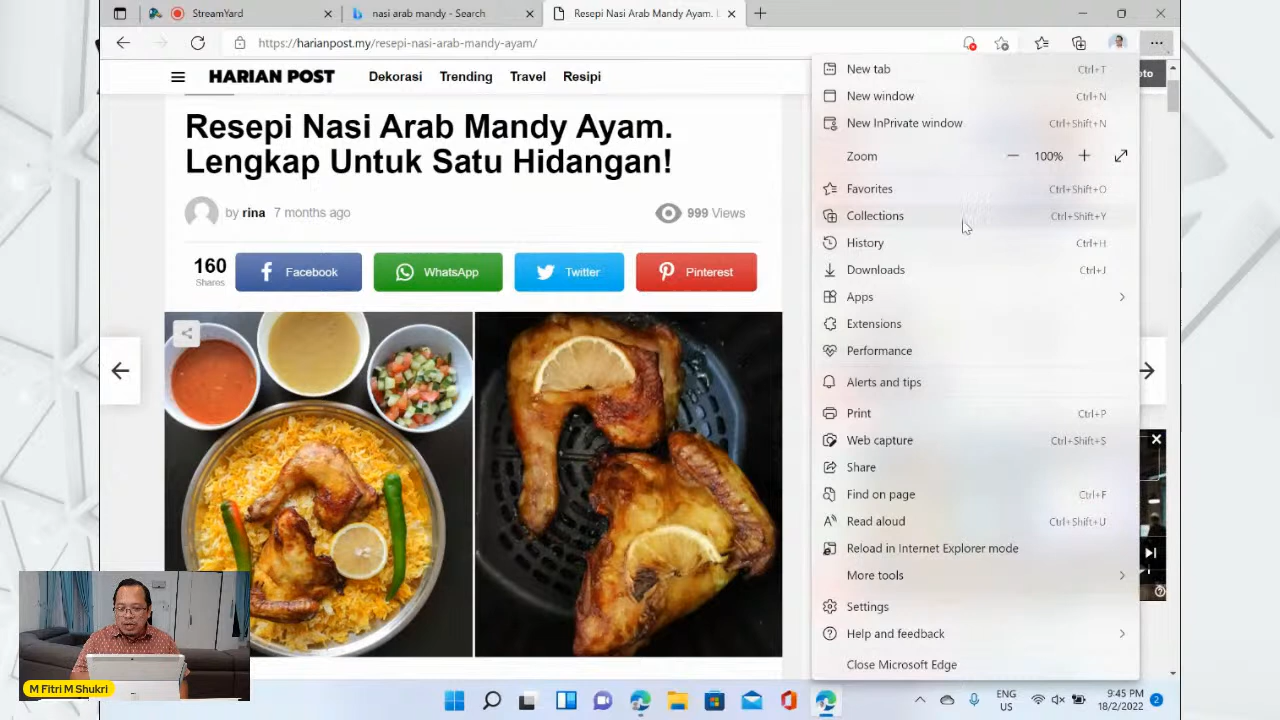 StreamYard
nasi arab mandy - Search
Resepi Nasi Arab Mandy Ayam. L
https://harianpost.my/resepi-nasi-arab-mandy-ayam/
HARIAN POST
Dekorasi
Trending
Travel
Resipi
Resepi Nasi Arab Mandy Ayam.
Lengkap Untuk Satu Hidangan!
by rina 7 months ago
999 Views
160
Shares
Facebook
WhatsApp
Twitter
Pinterest
New tab Ctrl+T
New window Ctrl+N
New InPrivate window Ctrl+Shift+N
Zoom 100%
Favorites Ctrl+Shift+O
Collections Ctrl+Shift+Y
History Ctrl+H
Downloads Ctrl+J
Apps
Extensions
Performance
Alerts and tips
Print Ctrl+P
Web capture Ctrl+Shift+S
Share
Find on page Ctrl+F
Read aloud Ctrl+Shift+U
Reload in Internet Explorer mode
More tools
Settings
Help and feedback
Close Microsoft Edge
M Fitri M Shukri
ENG
US
9:45 PM
18/2/2022
2